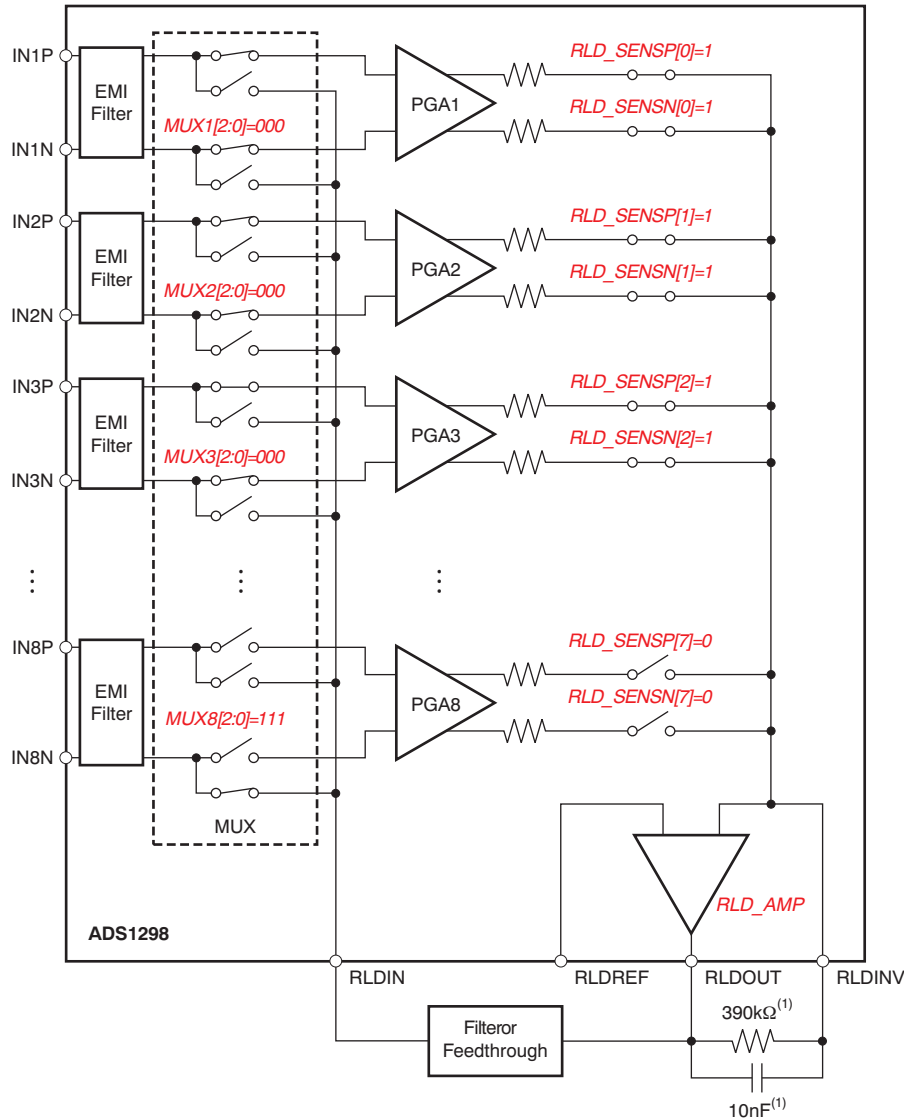 IN1P
EMI
Filter
IN1N
MUX1[2:0]=000
PGA1
RLD_SENSP[0]=1
RLD_SENSN[0]=1
IN2P
EMI
Filter
IN2N
MUX2[2:0]=000
PGA2
RLD_SENSP[1]=1
RLD_SENSN[1]=1
IN3P
EMI
Filter
IN3N
MUX3[2:0]=000
PGA3
RLD_SENSP[2]=1
RLD_SENSN[2]=1
IN8P
EMI
Filter
IN8N
MUX8[2:0]=111
PGA8
RLD_SENSP[7]=0
RLD_SENSN[7]=0
MUX
RLD_AMP
ADS1298
RLDIN
RLDREF
RLDOUT
RLDINV
Filteror
Feedthrough
390kΩ(1)
10nF(1)